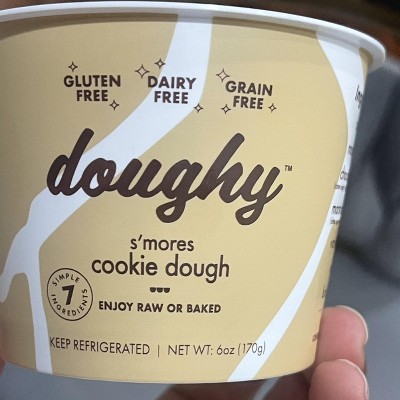 GLUTEN FREE
DAIRY FREE
GRAIN FREE
doughy™
s'mores
cookie dough
SIMPLE 7 INGREDIENTS
ENJOY RAW OR BAKED
KEEP REFRIGERATED | NET WT: 6oz (170g)